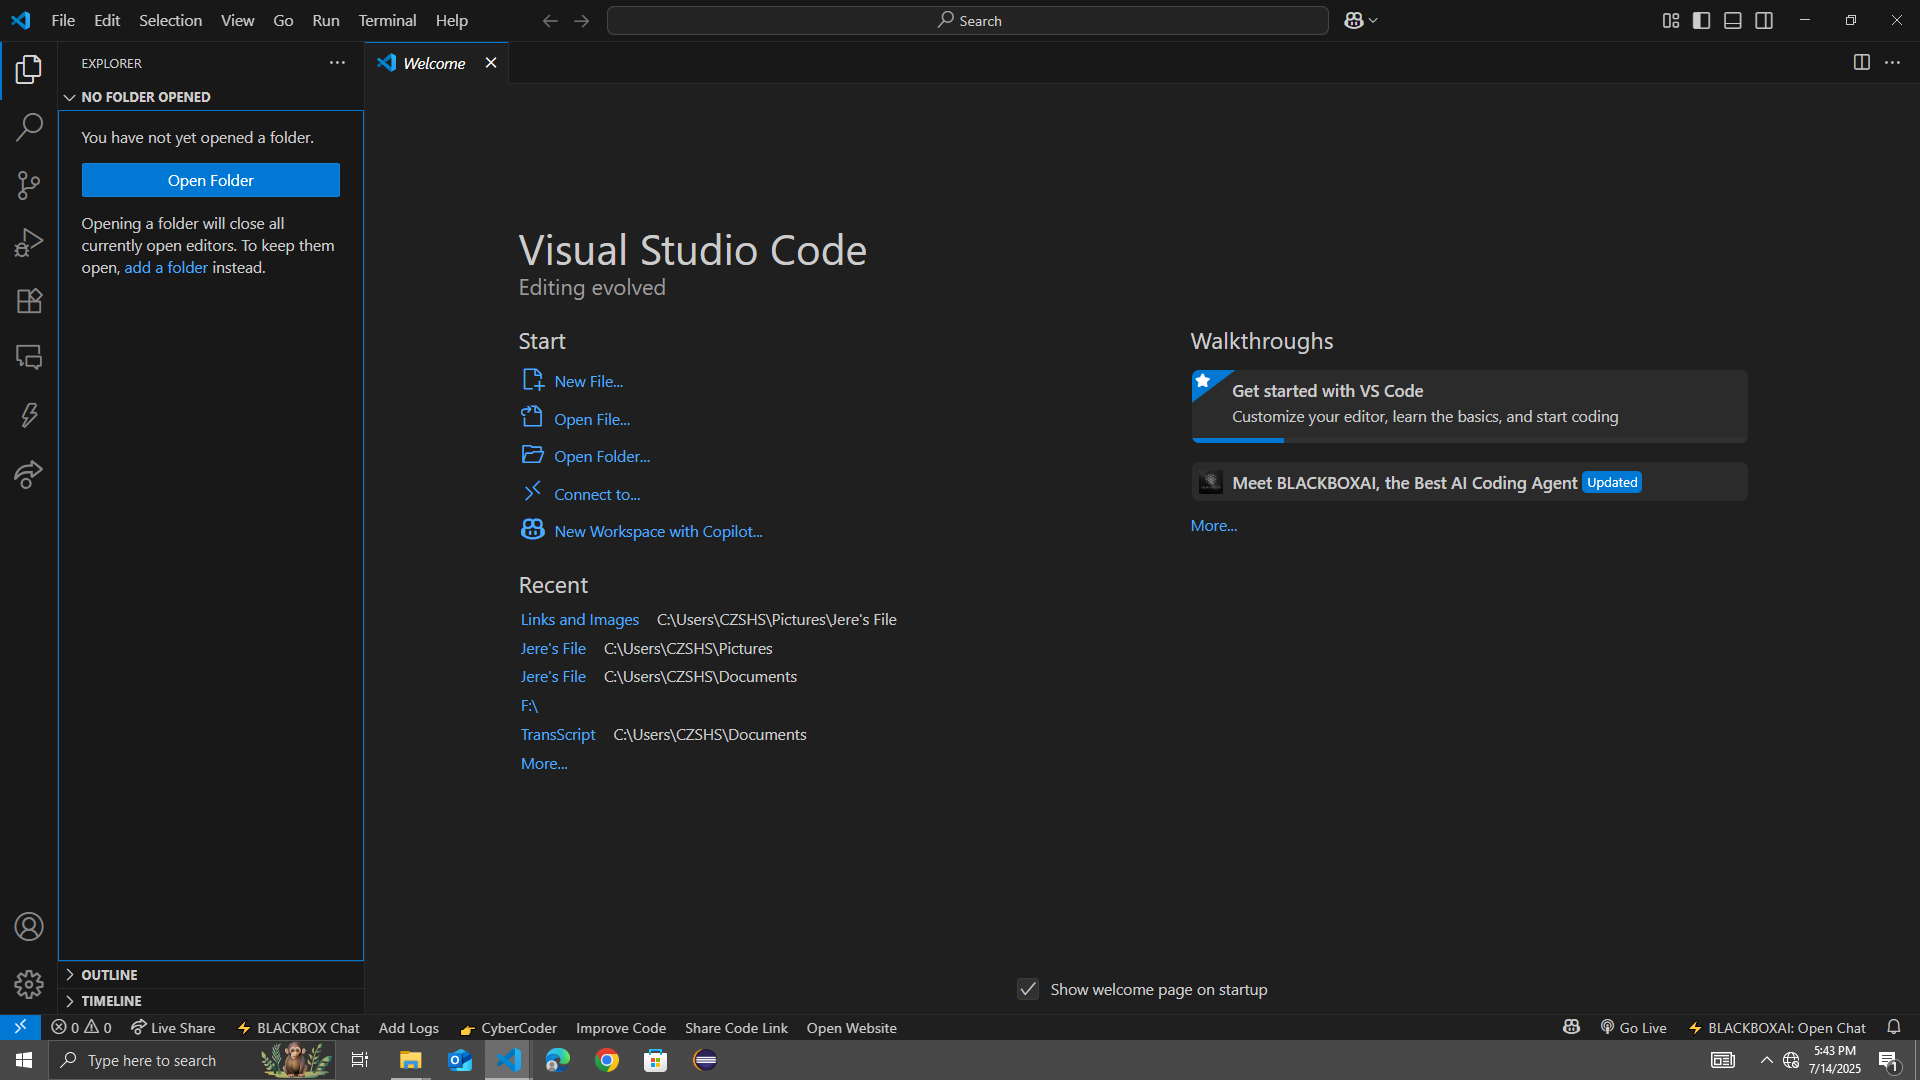 File Edit Selection View Go Run Terminal Help
Search
EXPLORER
Welcome
NO FOLDER OPENED
You have not yet opened a folder.
Open Folder
Opening a folder will close all
currently open editors. To keep them
open, add a folder instead.
Visual Studio Code
Editing evolved
Start
New File...
Open File...
Open Folder...
Connect to...
New Workspace with Copilot...
Recent
Links and Images C:\Users\CZSHS\Pictures\Jere's File
Jere's File C:\Users\CZSHS\Pictures
Jere's File C:\Users\CZSHS\Documents
F:\
TransScript C:\Users\CZSHS\Documents
More...
Walkthroughs
Get started with VS Code
Customize your editor, learn the basics, and start coding
Meet BLACKBOXAI, the Best AI Coding Agent Updated
More...
Show welcome page on startup
OUTLINE
TIMELINE
0 0 Live Share BLACKBOX Chat Add Logs CyberCoder Improve Code Share Code Link Open Website Go Live BLACKBOXAI: Open Chat
Type here to search
5:43 PM
7/14/2025
1